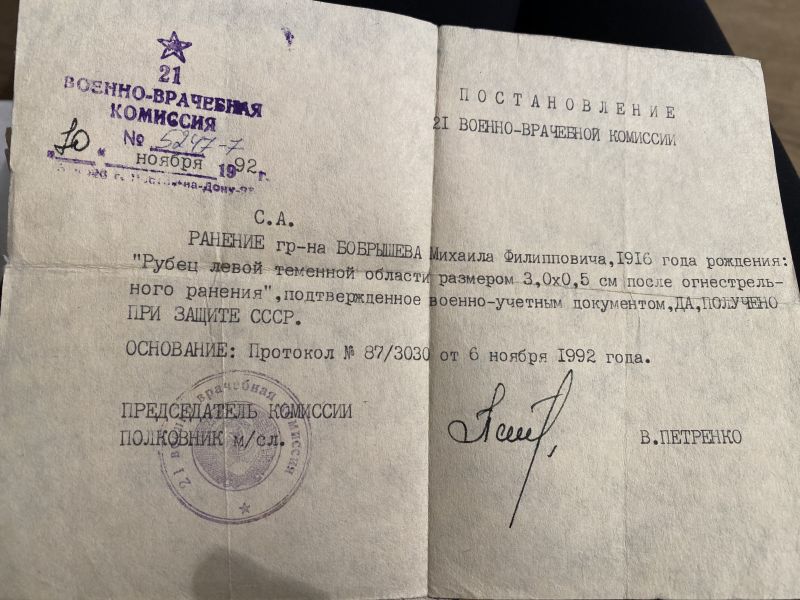 21
ВОЕННО-ВРАЧЕБНАЯ
КОМИССИЯ
№ 5247-7
"10" ноября 1992 г.
ПОСТАНОВЛЕНИЕ
21 ВОЕННО-ВРАЧЕБНОЙ КОМИССИИ
С.А.
РАНЕНИЕ гр-на БОБРЫШЕВА Михаила Филипповича,1916 года рождения:
"Рубец левой теменной области размером 3,0х0,5 см после огнестрель-
ного ранения",подтвержденное военно-учетным документом,ДА,ПОЛУЧЕНО
ПРИ ЗАЩИТЕ СССР.
ОСНОВАНИЕ: Протокол № 87/3030 от 6 ноября 1992 года.
ПРЕДСЕДАТЕЛЬ КОМИССИИ
ПОЛКОВНИК м/сл.
В.ПЕТРЕНКО
21 врачебная комиссия